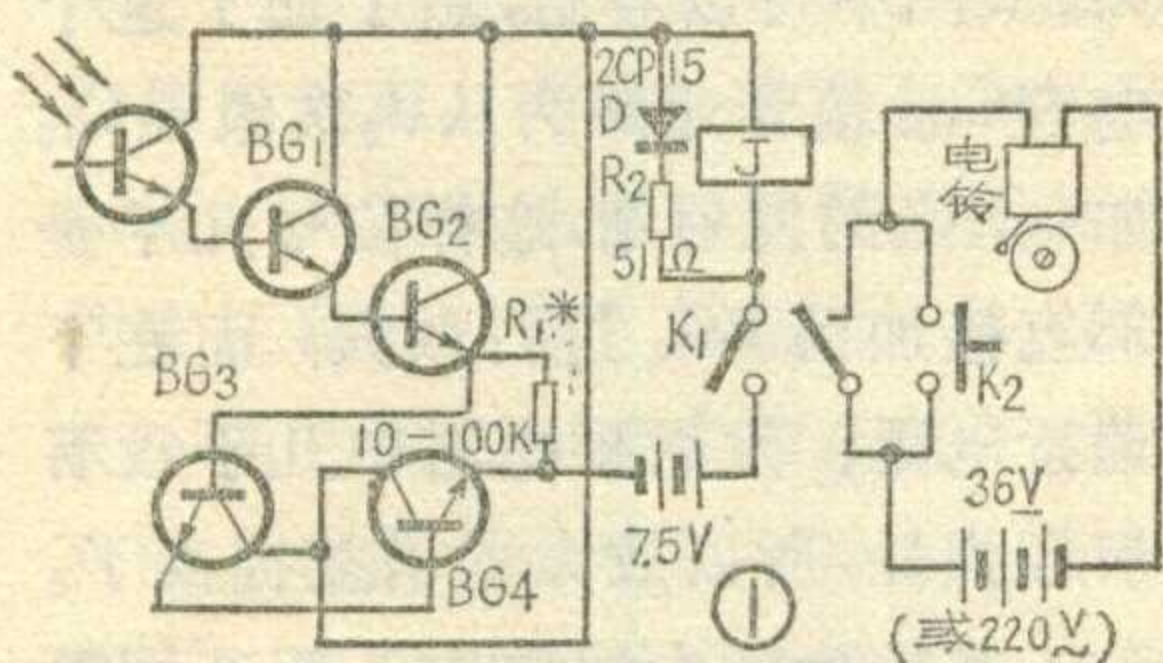 2CP15
D
BG1
J
电铃
R2
BG2
51Ω
R1*
K1
K2
BG3
10-100K
36V
7.5V
BG4
①
(或220V~)